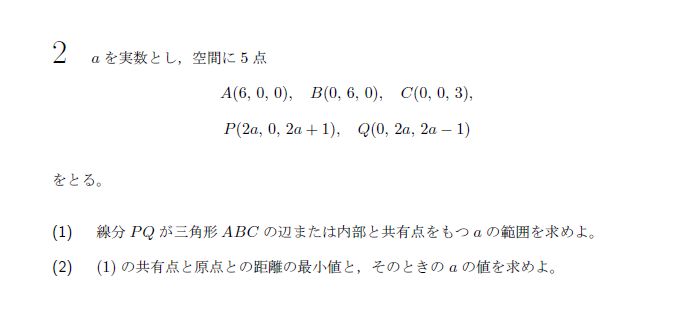 2 aを実数とし，空間に 5 点
A(6, 0, 0), B(0, 6, 0), C(0, 0, 3),
P(2a, 0, 2a + 1), Q(0, 2a, 2a − 1)
をとる。
(1) 線分 PQ が三角形 ABC の辺または内部と共有点をもつ a の範囲を求めよ。
(2) (1) の共有点と原点との距離の最小値と，そのときの a の値を求めよ。